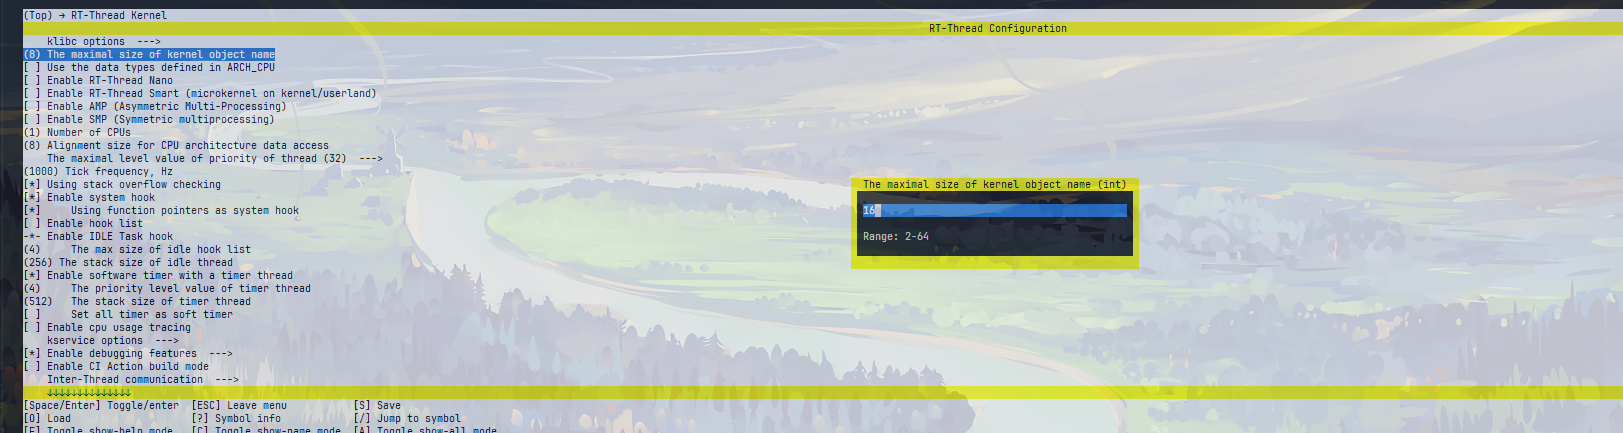 (Top) → RT-Thread Kernel
RT-Thread Configuration
klibc options  --->
(8) The maximal size of kernel object name
[ ] Use the data types defined in ARCH_CPU
[ ] Enable RT-Thread Nano
[ ] Enable RT-Thread Smart (microkernel on kernel/userland)
[ ] Enable AMP (Asymmetric Multi-Processing)
[ ] Enable SMP (Symmetric multiprocessing)
(1) Number of CPUs
(8) Alignment size for CPU architecture data access
The maximal level value of priority of thread (32)  --->
(1000) Tick frequency, Hz
[*] Using stack overflow checking
[*] Enable system hook
[*]     Using function pointers as system hook
[ ] Enable hook list
-*- Enable IDLE Task hook
(4)     The max size of idle hook list
(256) The stack size of idle thread
[*] Enable software timer with a timer thread
(4)     The priority level value of timer thread
(512)   The stack size of timer thread
[ ]     Set all timer as soft timer
[ ] Enable cpu usage tracing
kservice options  --->
[*] Enable debugging features  --->
[ ] Enable CI Action build mode
Inter-Thread communication  --->
↓↓↓↓↓↓↓↓↓↓↓↓↓↓
The maximal size of kernel object name (int)
16
Range: 2-64
[Space/Enter] Toggle/enter  [ESC] Leave menu           [S] Save
[O] Load                    [?] Symbol info            [/] Jump to symbol
[F] Toggle show-help mode   [C] Toggle show-name mode  [A] Toggle show-all mode